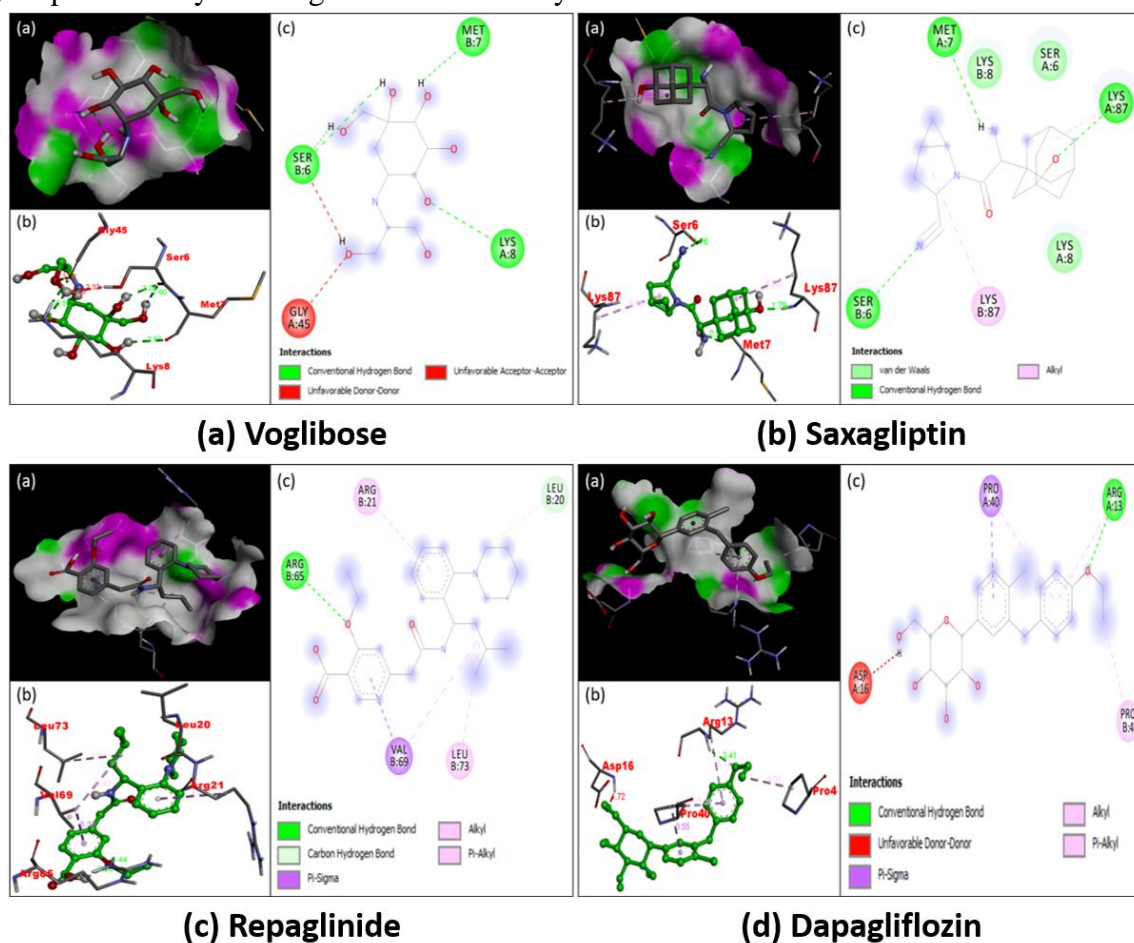 (a)
(c)
MET
B:7
SER
B:6
LYS
A:8
GLY
A:45
H
H
H
O
O
O
O
O
N
O
O
Interactions
Conventional Hydrogen Bond
Unfavorable Acceptor-Acceptor
Unfavorable Donor-Donor
(b)
Gly45
Ser6
Met7
Lys8
(a) Voglibose
(a)
(c)
MET
A:7
LYS
B:8
SER
A:6
LYS
A:87
H
N
N
O
O
N
LYS
A:8
SER
B:6
LYS
B:87
Interactions
van der Waals
Alkyl
Conventional Hydrogen Bond
(b)
Ser6
Lys87
Lys87
Met7
(b) Saxagliptin
(a)
(c)
ARG
B:21
LEU
B:20
ARG
B:65
N
O
O
N
O
O
VAL
B:69
LEU
B:73
Interactions
Conventional Hydrogen Bond
Alkyl
Carbon Hydrogen Bond
Pi-Alkyl
Pi-Sigma
(b)
Leu73
Leu20
Val69
Arg21
Arg65
(c) Repaglinide
(a)
(c)
PRO
A:40
ARG
A:13
O
O
H
O
ASP
A:16
O
O
O
PRO
B:4
Interactions
Conventional Hydrogen Bond
Alkyl
Unfavorable Donor-Donor
Pi-Alkyl
Pi-Sigma
(b)
Arg13
2.41
Asp16
Pro4
Pro40
(d) Dapagliflozin